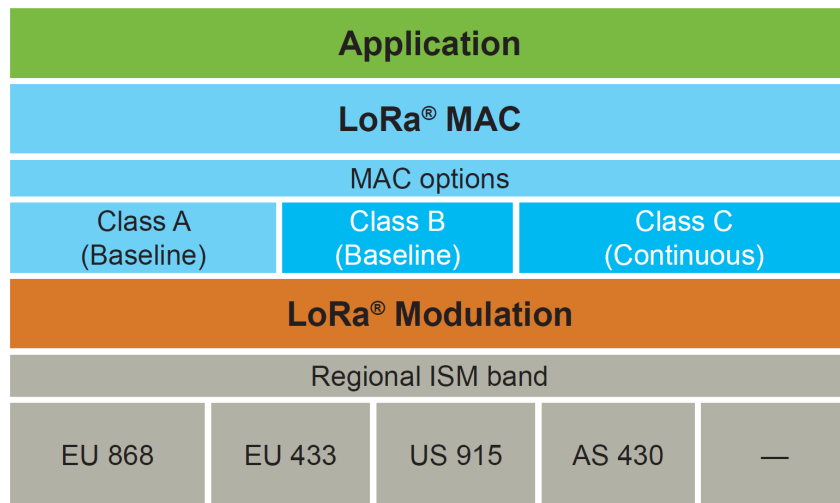 Application
LoRa® MAC
MAC options
Class A
(Baseline)
Class B
(Baseline)
Class C
(Continuous)
LoRa® Modulation
Regional ISM band
EU 868
EU 433
US 915
AS 430
—